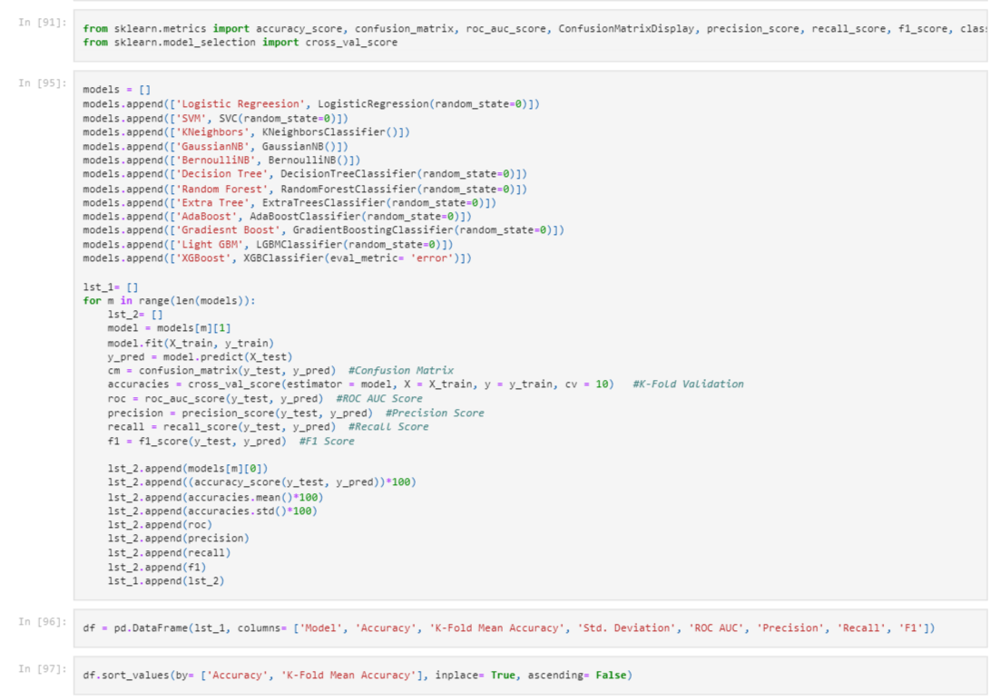 In [91]:
from sklearn.metrics import accuracy_score, confusion_matrix, roc_auc_score, ConfusionMatrixDisplay, precision_score, recall_score, f1_score, clas
from sklearn.model_selection import cross_val_score
In [95]:
models = []
models.append(['Logistic Regreesion', LogisticRegression(random_state=0)])
models.append(['SVM', SVC(random_state=0)])
models.append(['KNeighbors', KNeighborsClassifier()])
models.append(['GaussianNB', GaussianNB()])
models.append(['BernoulliNB', BernoulliNB()])
models.append(['Decision Tree', DecisionTreeClassifier(random_state=0)])
models.append(['Random Forest', RandomForestClassifier(random_state=0)])
models.append(['Extra Tree', ExtraTreesClassifier(random_state=0)])
models.append(['AdaBoost', AdaBoostClassifier(random_state=0)])
models.append(['Gradiesnt Boost', GradientBoostingClassifier(random_state=0)])
models.append(['Light GBM', LGBMClassifier(random_state=0)])
models.append(['XGBoost', XGBClassifier(eval_metric= 'error')])
lst_1= []
for m in range(len(models)):
    lst_2= []
    model = models[m][1]
    model.fit(X_train, y_train)
    y_pred = model.predict(X_test)
    cm = confusion_matrix(y_test, y_pred)  #Confusion Matrix
    accuracies = cross_val_score(estimator = model, X = X_train, y = y_train, cv = 10)   #K-Fold Validation
    roc = roc_auc_score(y_test, y_pred)  #ROC AUC Score
    precision = precision_score(y_test, y_pred)  #Precision Score
    recall = recall_score(y_test, y_pred)  #Recall Score
    f1 = f1_score(y_test, y_pred)  #F1 Score
    lst_2.append(models[m][0])
    lst_2.append((accuracy_score(y_test, y_pred))*100)
    lst_2.append(accuracies.mean()*100)
    lst_2.append(accuracies.std()*100)
    lst_2.append(roc)
    lst_2.append(precision)
    lst_2.append(recall)
    lst_2.append(f1)
    lst_1.append(lst_2)
In [96]:
df = pd.DataFrame(lst_1, columns= ['Model', 'Accuracy', 'K-Fold Mean Accuracy', 'Std. Deviation', 'ROC AUC', 'Precision', 'Recall', 'F1'])
In [97]:
df.sort_values(by= ['Accuracy', 'K-Fold Mean Accuracy'], inplace= True, ascending= False)